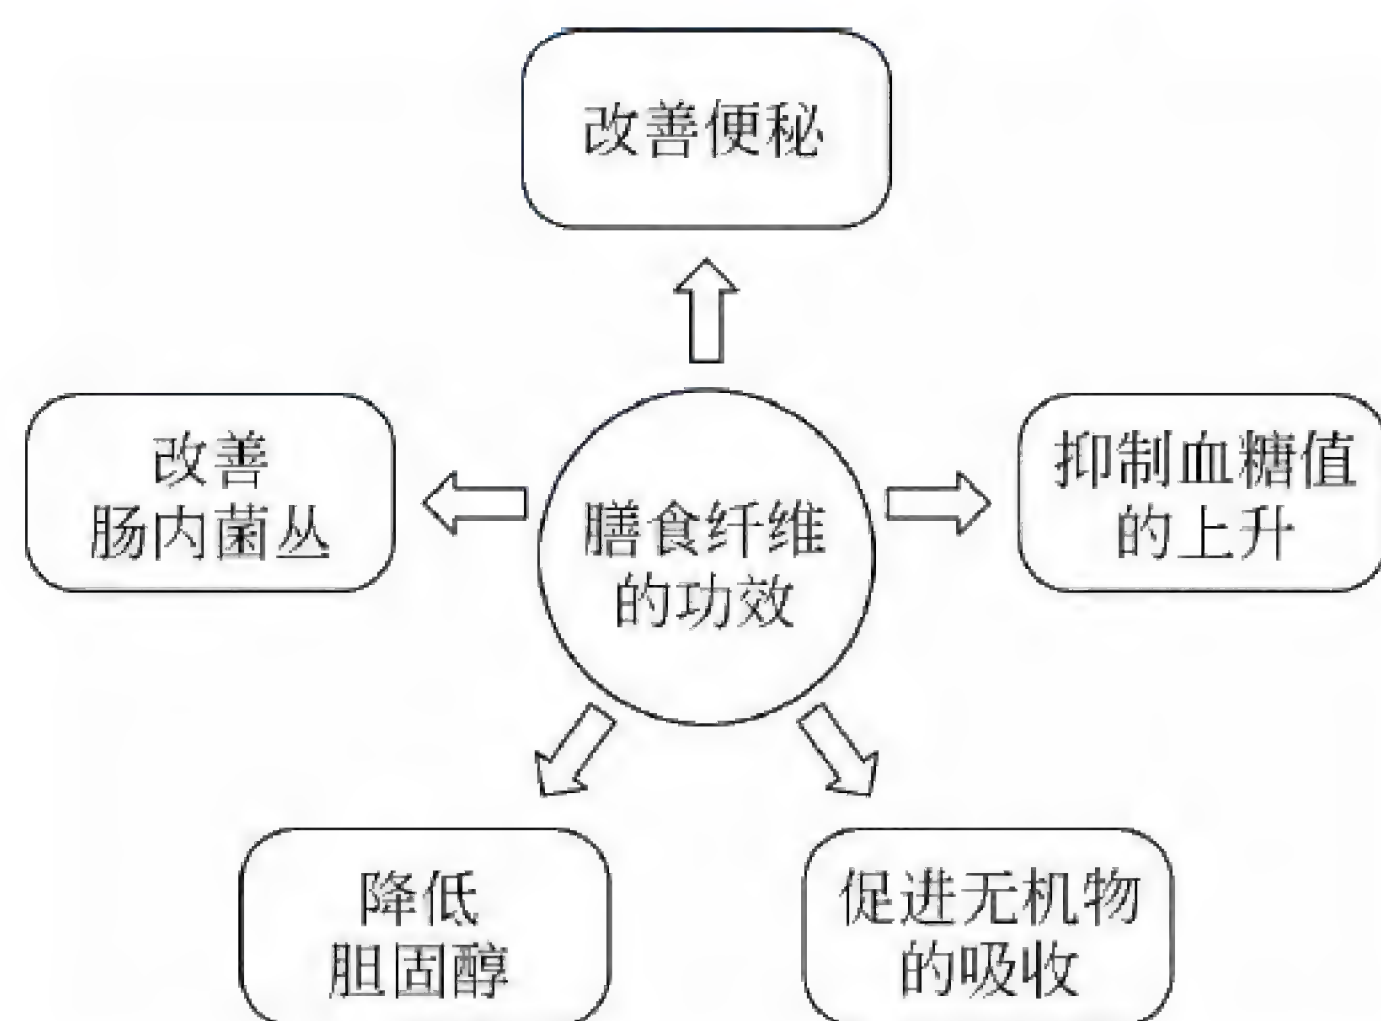 改善便秘
改善
肠内菌丛
膳食纤维
的功效
抑制血糖值
的上升
降低
胆固醇
促进无机物
的吸收